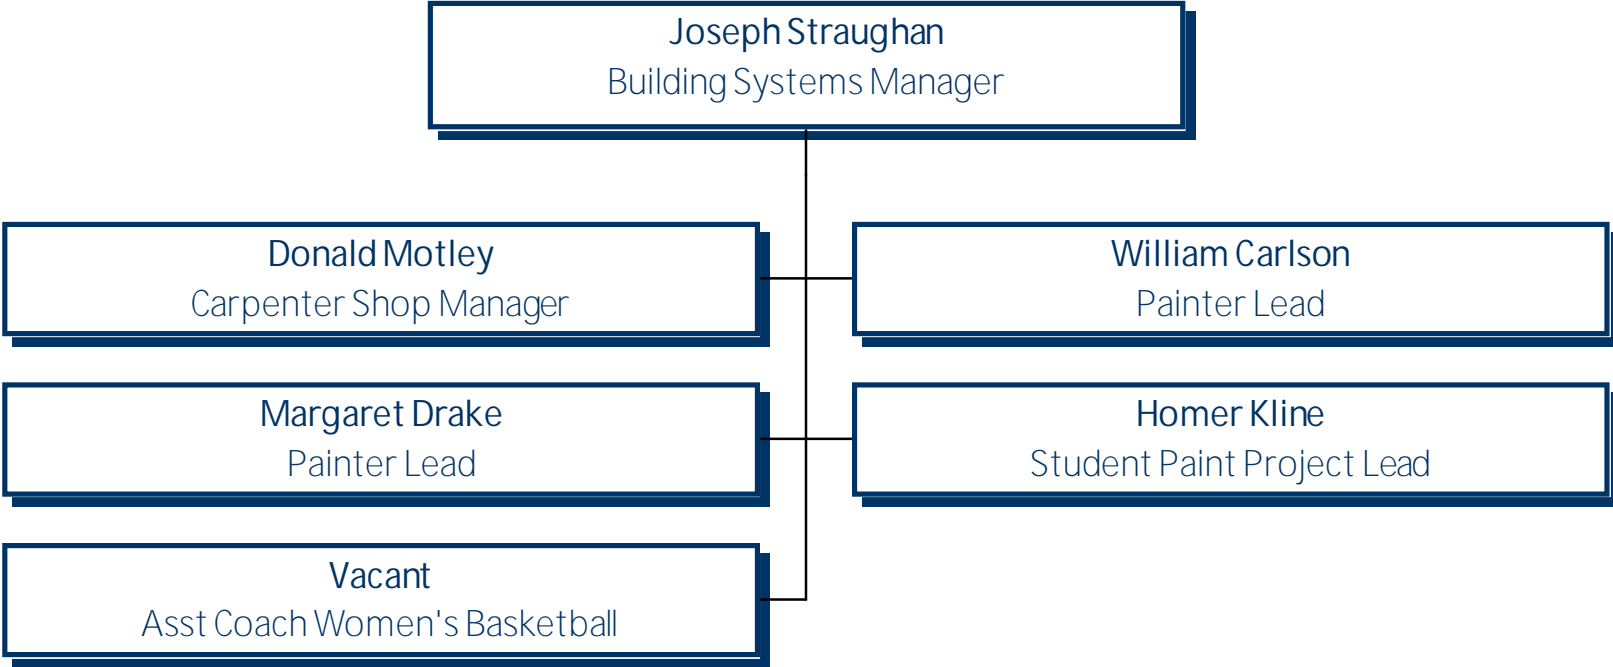 Joseph Straughan
Building Systems Manager
Donald Motley
Carpenter Shop Manager
William Carlson
Painter Lead
Margaret Drake
Painter Lead
Homer Kline
Student Paint Project Lead
Vacant
Asst Coach Women's Basketball